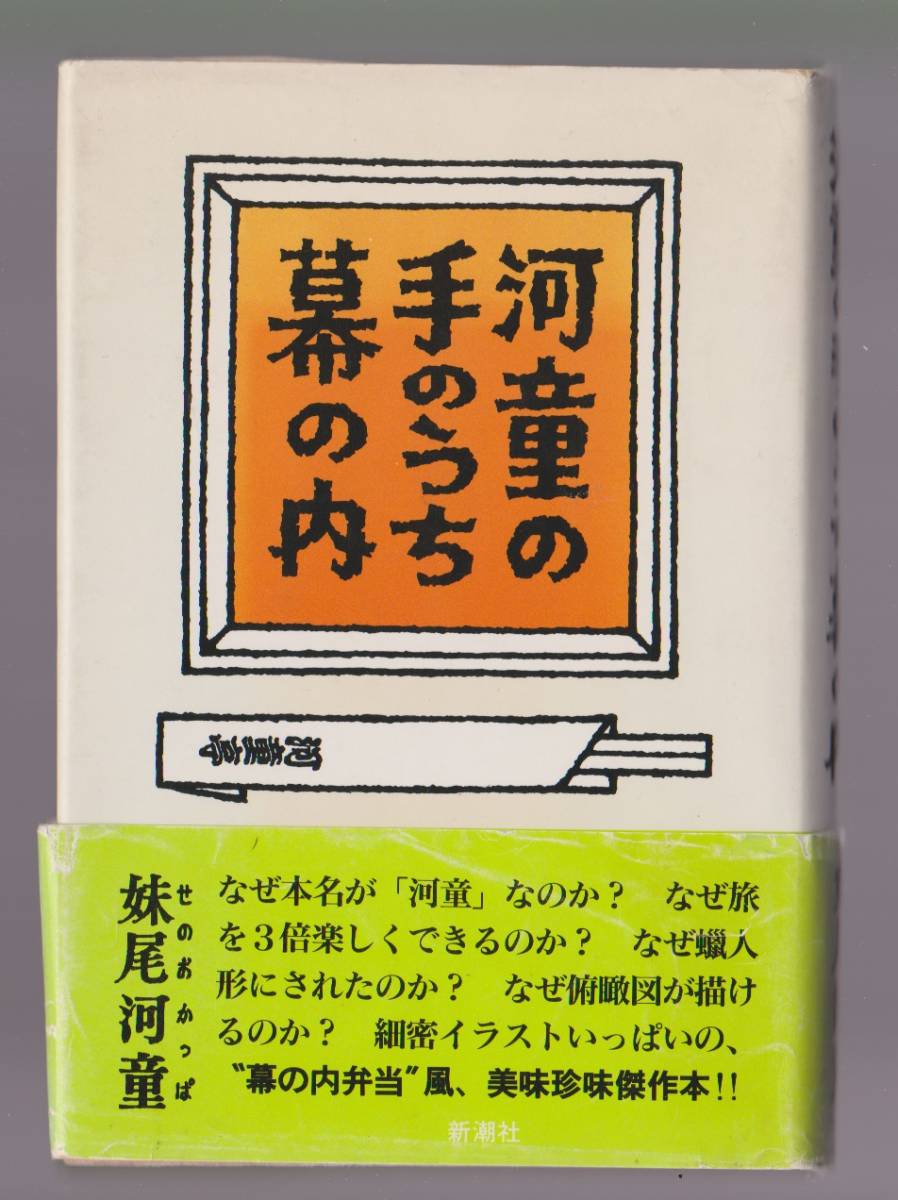 河童の
手のうち
幕の内
河童亭
妹尾河童
せのおかっぱ
なぜ本名が「河童」なのか？　なぜ旅
を３倍楽しくできるのか？　なぜ蠟人
形にされたのか？　なぜ俯瞰図が描け
るのか？　細密イラストいっぱいの、
〝幕の内弁当〟風、美味珍味傑作本!!
新潮社